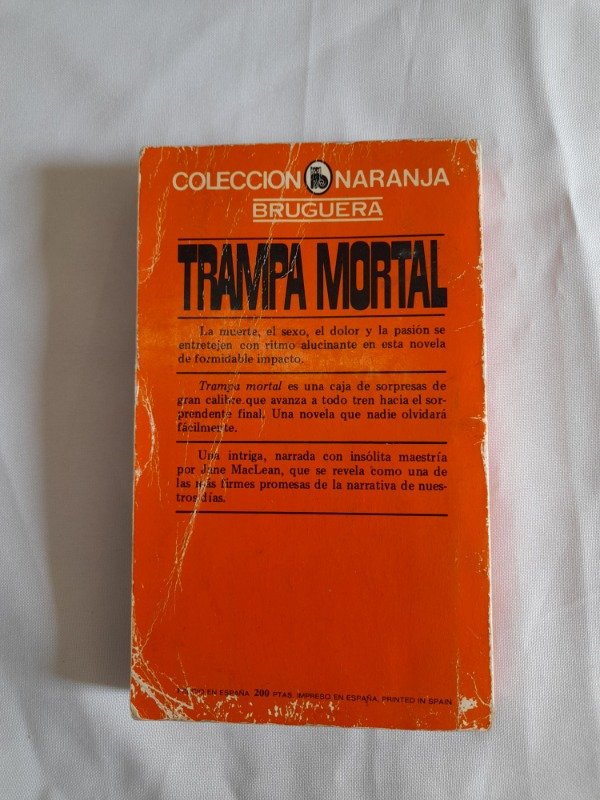 COLECCION NARANJA
BRUGUERA
TRAMPA MORTAL
La muerte, el sexo, el dolor y la pasión se
entretejen con ritmo alucinante en esta novela
de formidable impacto.
Trampa mortal es una caja de sorpresas de
gran calibre que avanza a todo tren hacia el sor-
prendente final. Una novela que nadie olvidará
fácilmente.
Una intriga, narrada con insólita maestría
por Jane MacLean, que se revela como una de
las más firmes promesas de la narrativa de nues-
tros días.
EN ESPAÑA. 200 PTAS. IMPRESO EN ESPAÑA. PRINTED IN SPAIN